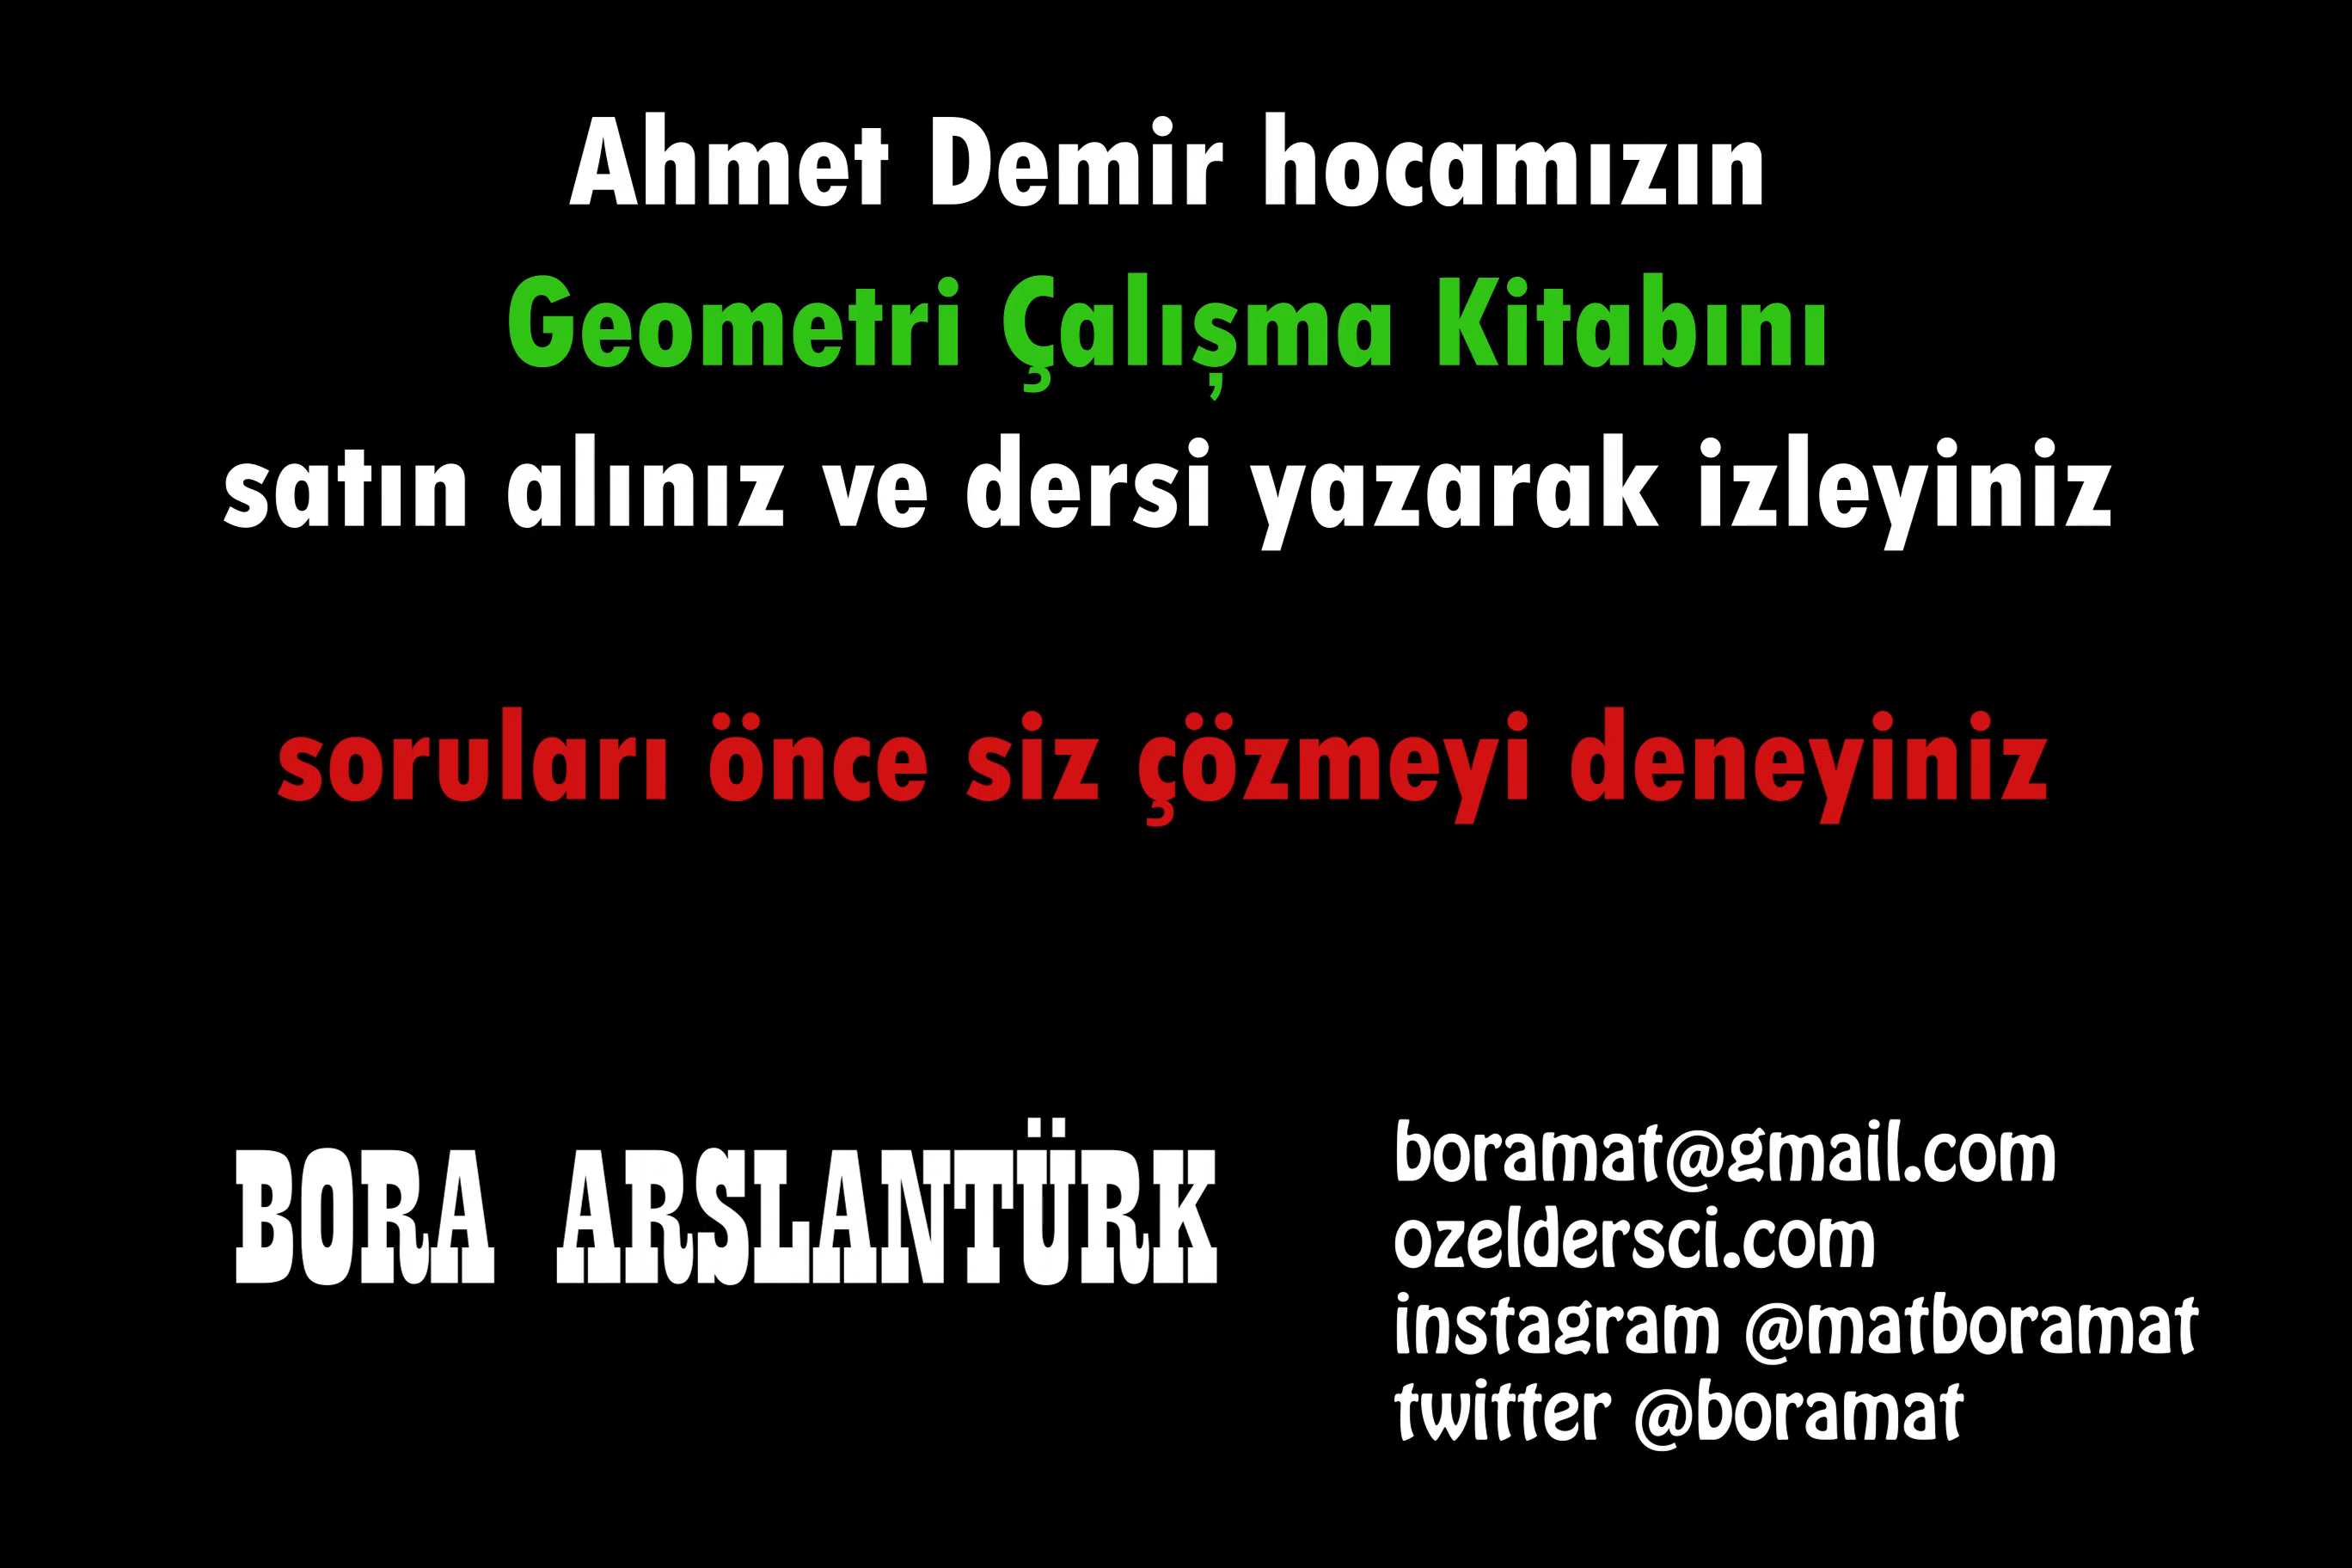 Ahmet Demir hocamızın
Geometri Çalışma Kitabını
satın alınız ve dersi yazarak izleyiniz
soruları önce siz çözmeyi deneyiniz
BORA ARSLANTÜRK
boramat@gmail.com
ozeldersci.com
instagram @matboramat
twitter @boramat